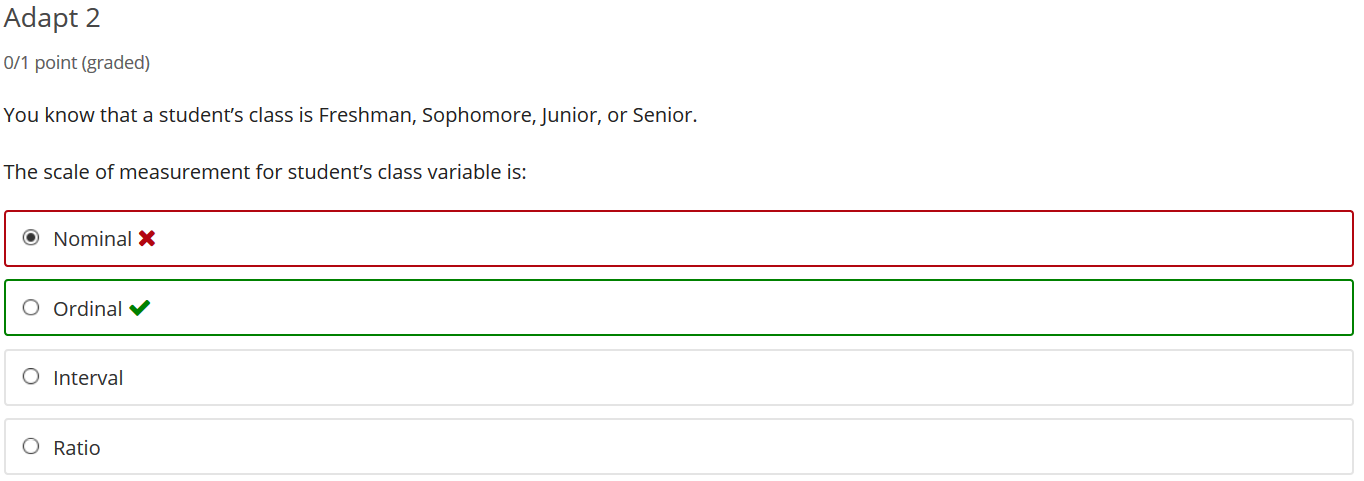 Adapt 2
0/1 point (graded)
You know that a student’s class is Freshman, Sophomore, Junior, or Senior.
The scale of measurement for student’s class variable is:
Nominal
Ordinal
Interval
Ratio